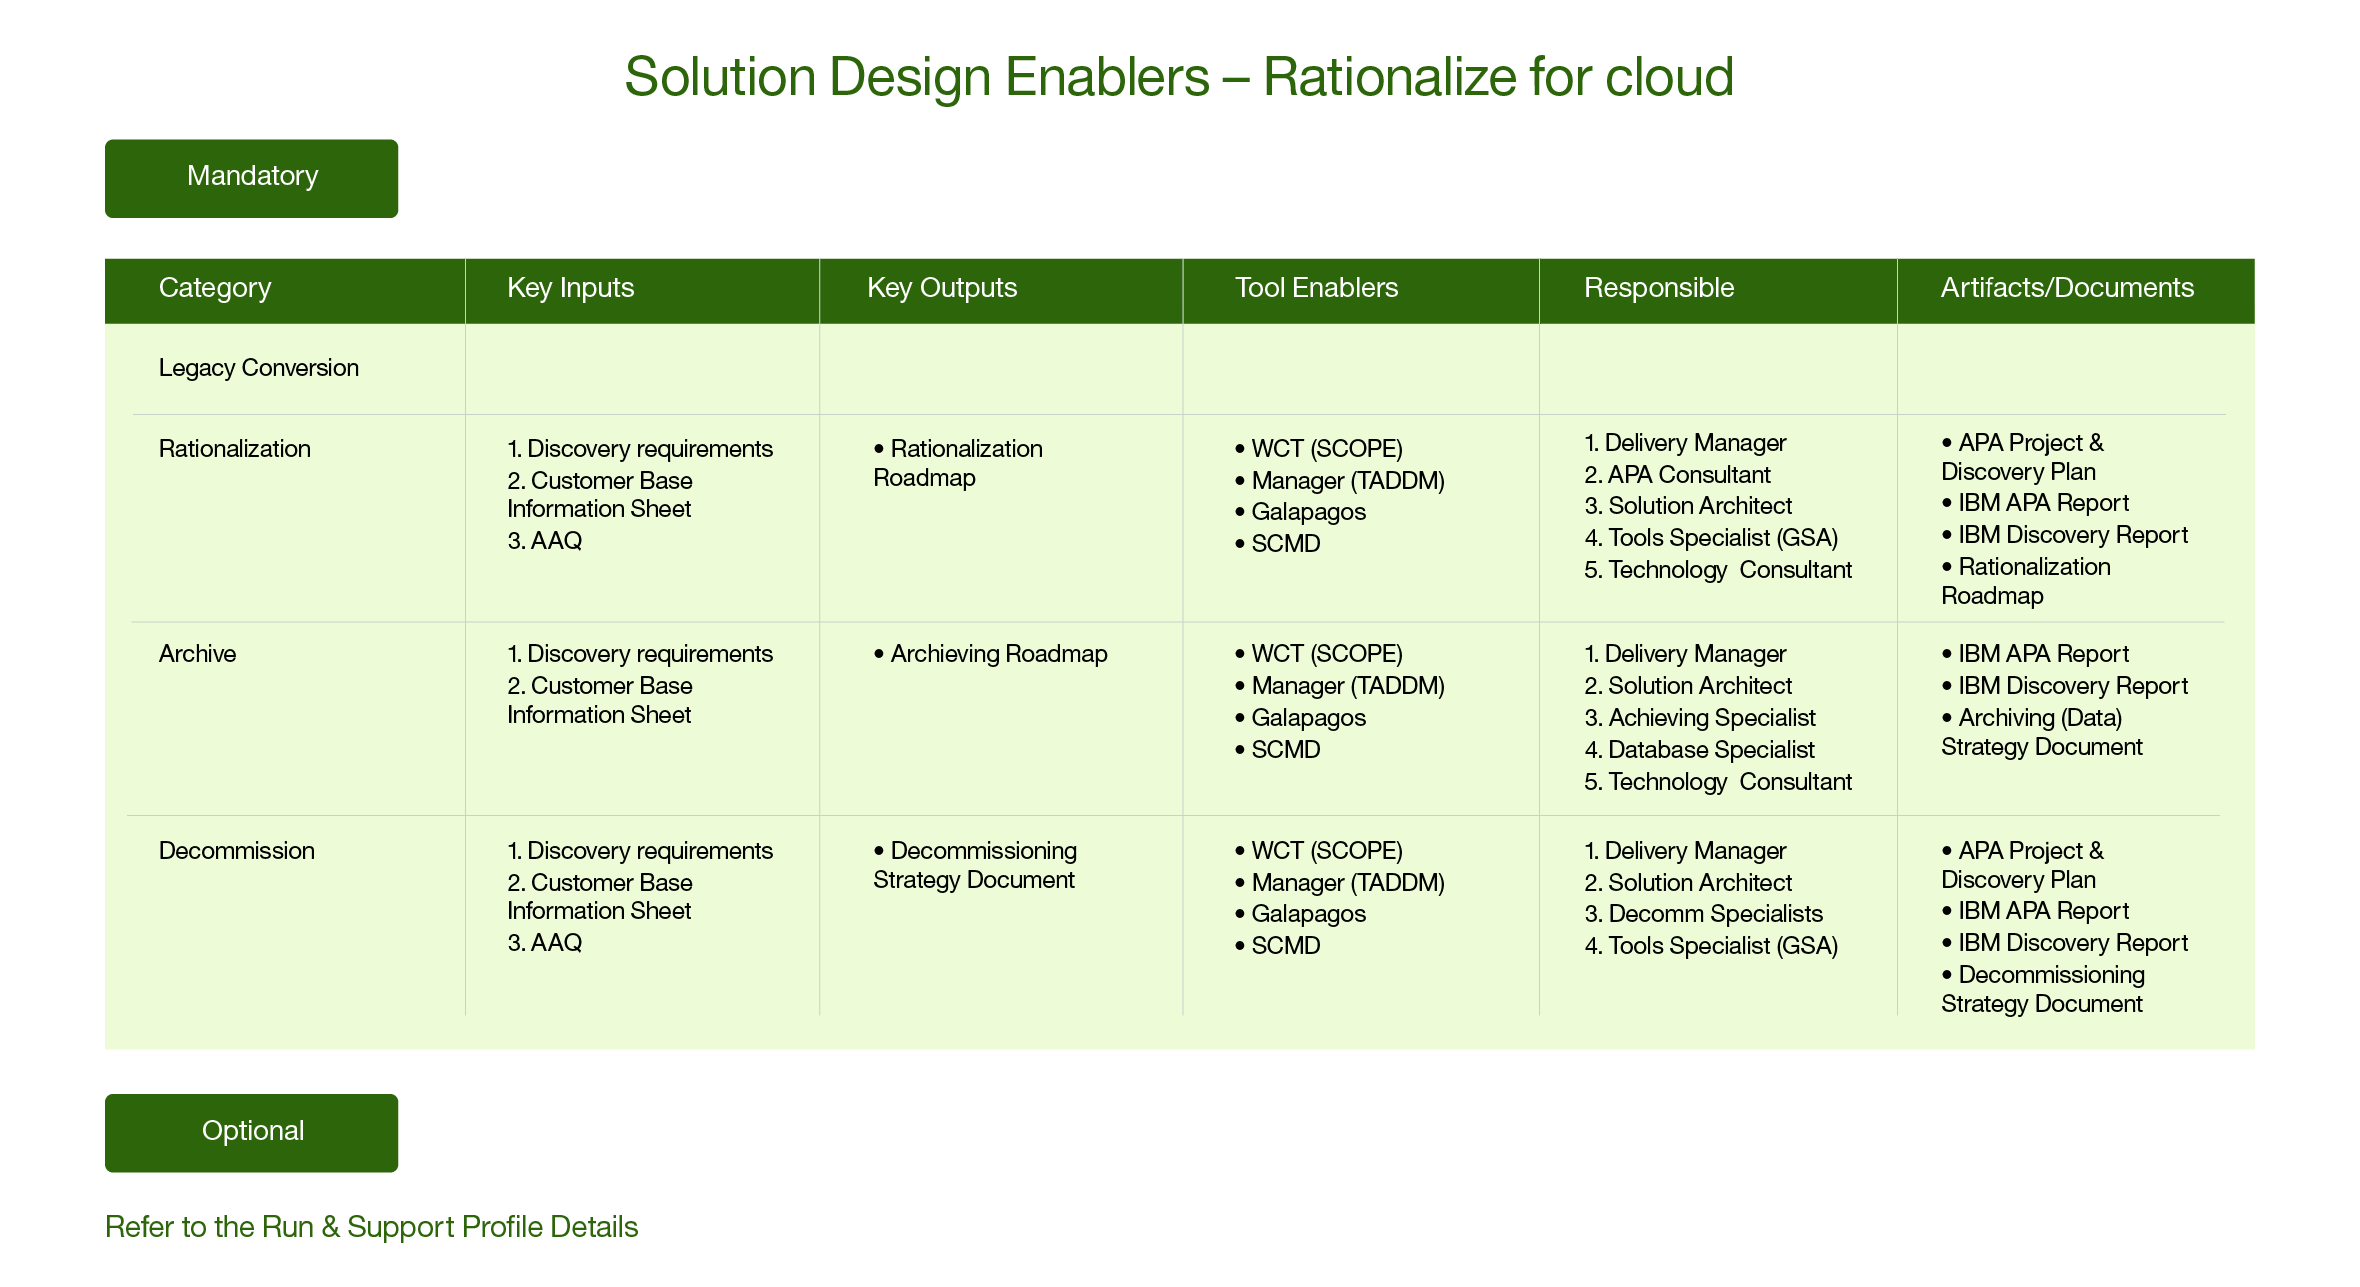 Solution Design Enablers – Rationalize for cloud
Mandatory
Category
Key Inputs
Key Outputs
Tool Enablers
Responsible
Artifacts/Documents
Legacy Conversion
Rationalization
1. Discovery requirements
2. Customer Base
Information Sheet
3. AAQ
• Rationalization
Roadmap
• WCT (SCOPE)
• Manager (TADDM)
• Galapagos
• SCMD
1. Delivery Manager
2. APA Consultant
3. Solution Architect
4. Tools Specialist (GSA)
5. Technology  Consultant
• APA Project &
Discovery Plan
• IBM APA Report
• IBM Discovery Report
• Rationalization
Roadmap
Archive
1. Discovery requirements
2. Customer Base
Information Sheet
• Archieving Roadmap
• WCT (SCOPE)
• Manager (TADDM)
• Galapagos
• SCMD
1. Delivery Manager
2. Solution Architect
3. Achieving Specialist
4. Database Specialist
5. Technology  Consultant
• IBM APA Report
• IBM Discovery Report
• Archiving (Data)
Strategy Document
Decommission
1. Discovery requirements
2. Customer Base
Information Sheet
3. AAQ
• Decommissioning
Strategy Document
• WCT (SCOPE)
• Manager (TADDM)
• Galapagos
• SCMD
1. Delivery Manager
2. Solution Architect
3. Decomm Specialists
4. Tools Specialist (GSA)
• APA Project &
Discovery Plan
• IBM APA Report
• IBM Discovery Report
• Decommissioning
Strategy Document
Optional
Refer to the Run & Support Profile Details